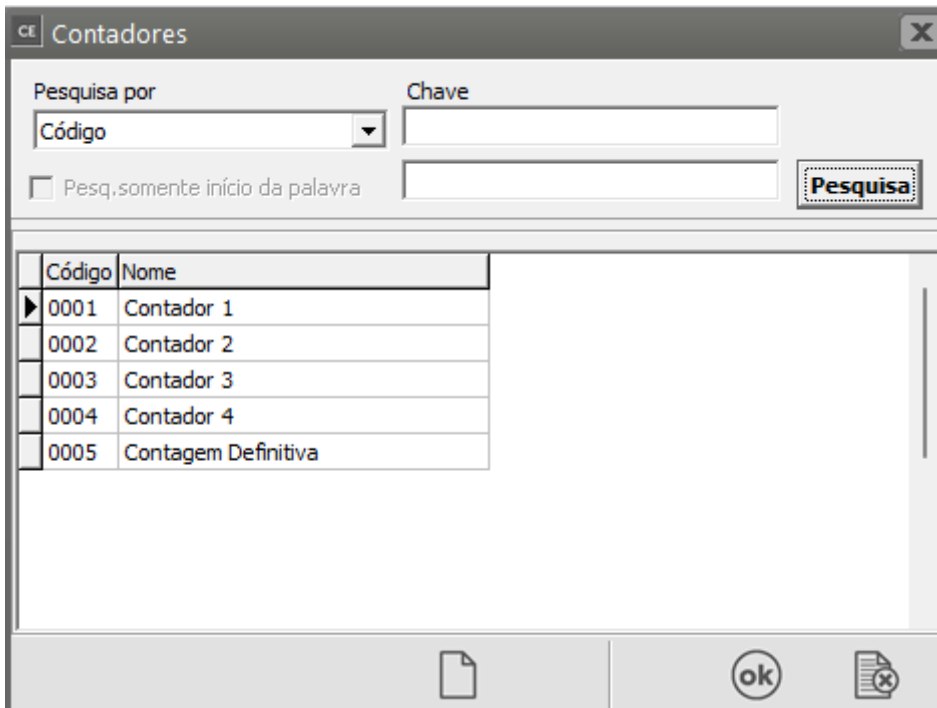 CE Contadores
Pesquisa por
Chave
Código
Pesq.somente início da palavra
Pesquisa
Código Nome
0001 Contador 1
0002 Contador 2
0003 Contador 3
0004 Contador 4
0005 Contagem Definitiva
ok